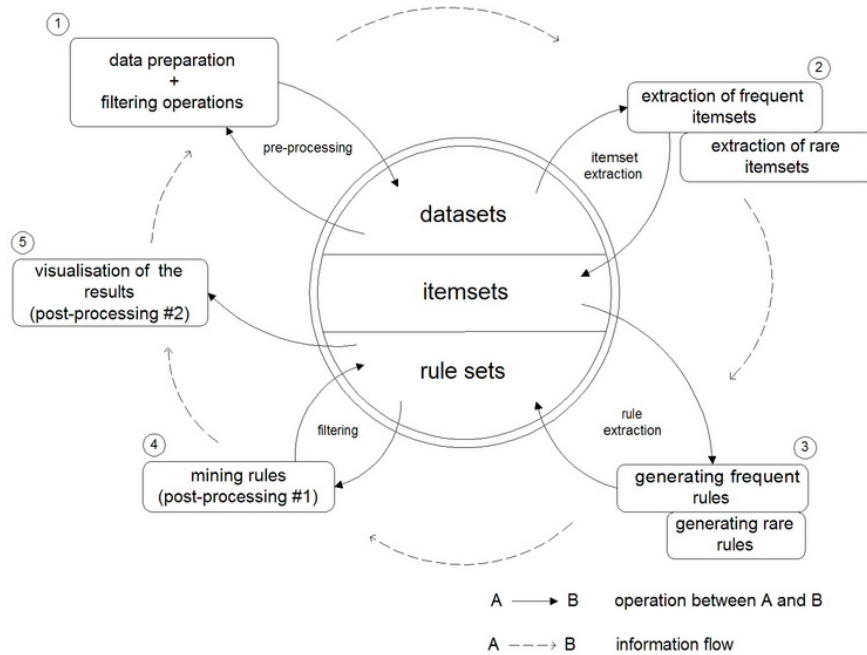 1
data preparation
+
filtering operations
2
extraction of frequent
itemsets
extraction of rare
itemsets
pre-processing
itemset
extraction
datasets
5
visualisation of the
results
(post-processing #2)
itemsets
rule sets
4
filtering
rule
extraction
3
mining rules
(post-processing #1)
generating frequent
rules
generating rare
rules
A B operation between A and B
A B information flow